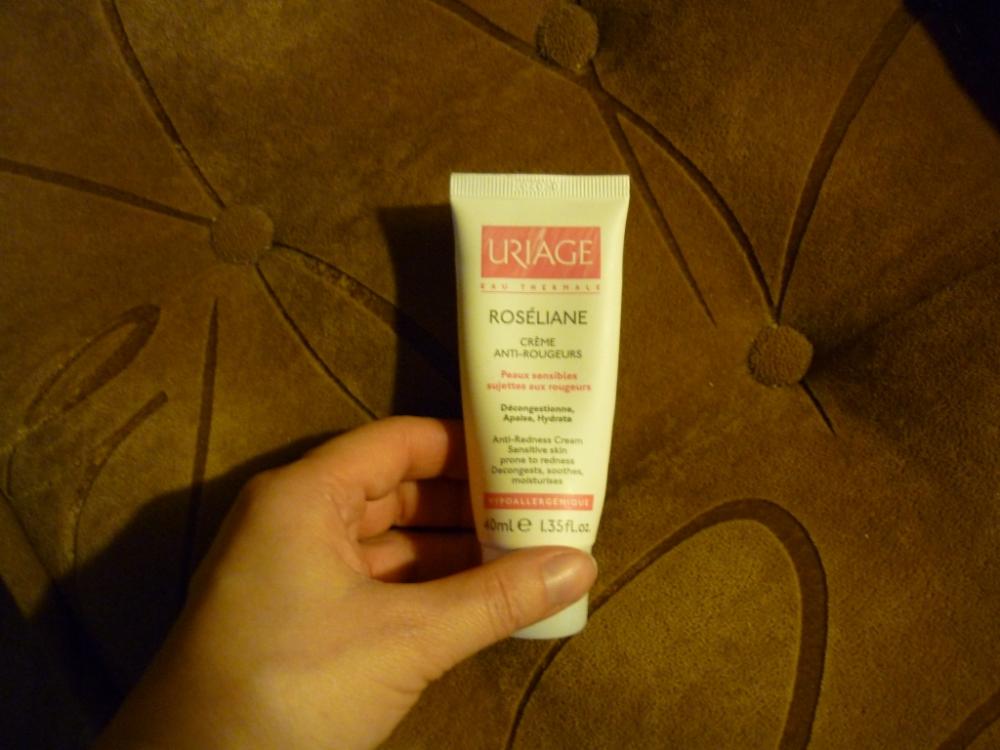 URIAGE
EAU THERMALE
ROSÉLIANE
CRÈME
ANTI-ROUGEURS
Peaux sensibles
sujettes aux rougeurs
Décongestionne,
Apaise, Hydrate
Anti-Redness Cream
Sensitive skin
prone to redness
Decongests, soothes,
moisturises
HYPOALLERGÉNIQUE
40ml e 1.35fl.oz.